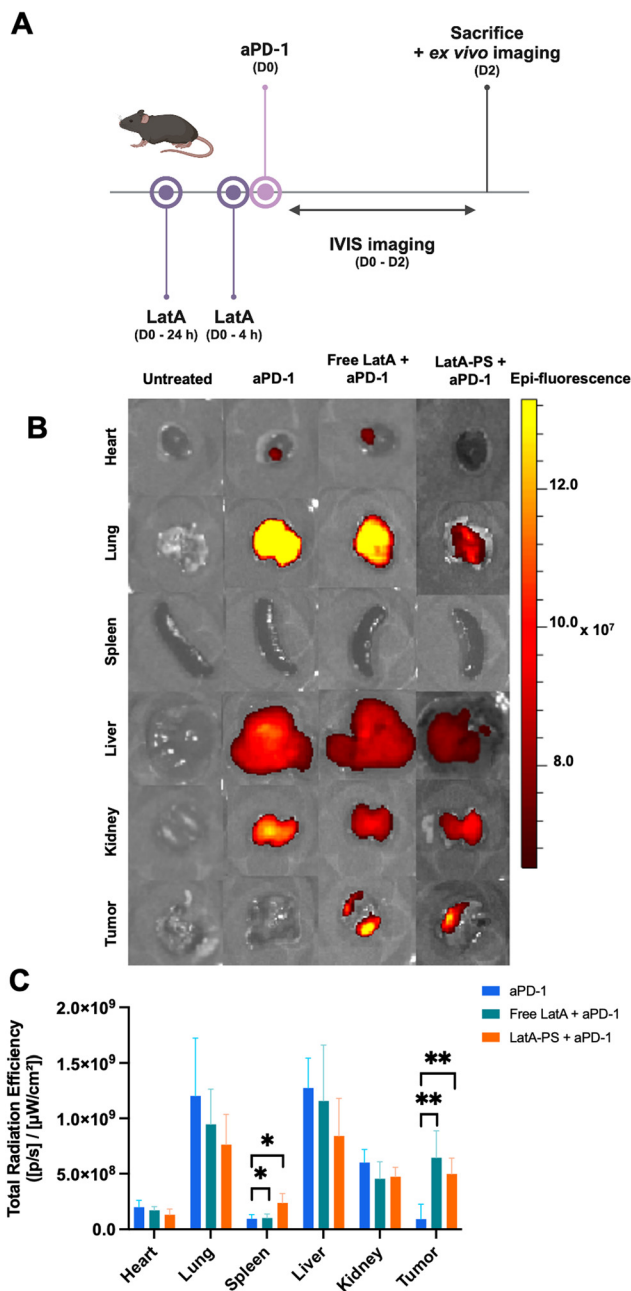 A
aPD-1
(D0)
Sacrifice
+ ex vivo imaging
(D2)
IVIS imaging
(D0 - D2)
LatA
(D0 - 24 h)
LatA
(D0 - 4 h)
B
Untreated
aPD-1
Free LatA +
aPD-1
LatA-PS +
aPD-1
Epi-fluorescence
Heart
Lung
Spleen
Liver
Kidney
Tumor
12.0
10.0
x 10⁷
8.0
C
aPD-1
Free LatA + aPD-1
LatA-PS + aPD-1
Total Radiation Efficiency
([p/s] / [µW/cm²])
2.0×10⁹
1.5×10⁹
1.0×10⁹
5.0×10⁸
0.0
*
*
**
**
Heart
Lung
Spleen
Liver
Kidney
Tumor